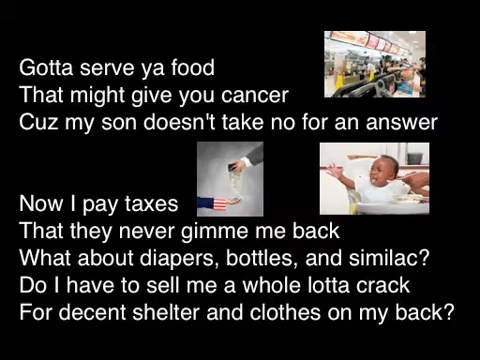 Gotta serve ya food
That might give you cancer
Cuz my son doesn't take no for an answer
Now I pay taxes
That they never gimme me back
What about diapers, bottles, and similac?
Do I have to sell me a whole lotta crack
For decent shelter and clothes on my back?